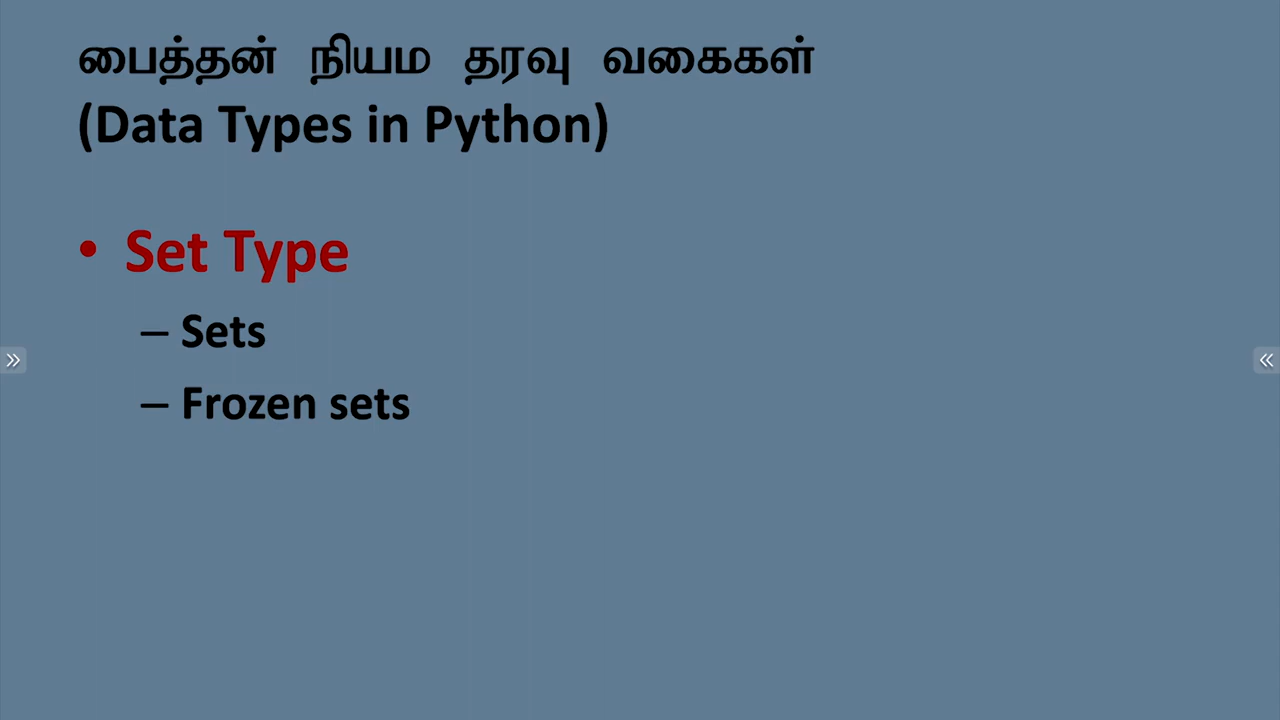 பைத்தன் நியம தரவு வகைகள்
(Data Types in Python)
• Set Type
– Sets
– Frozen sets